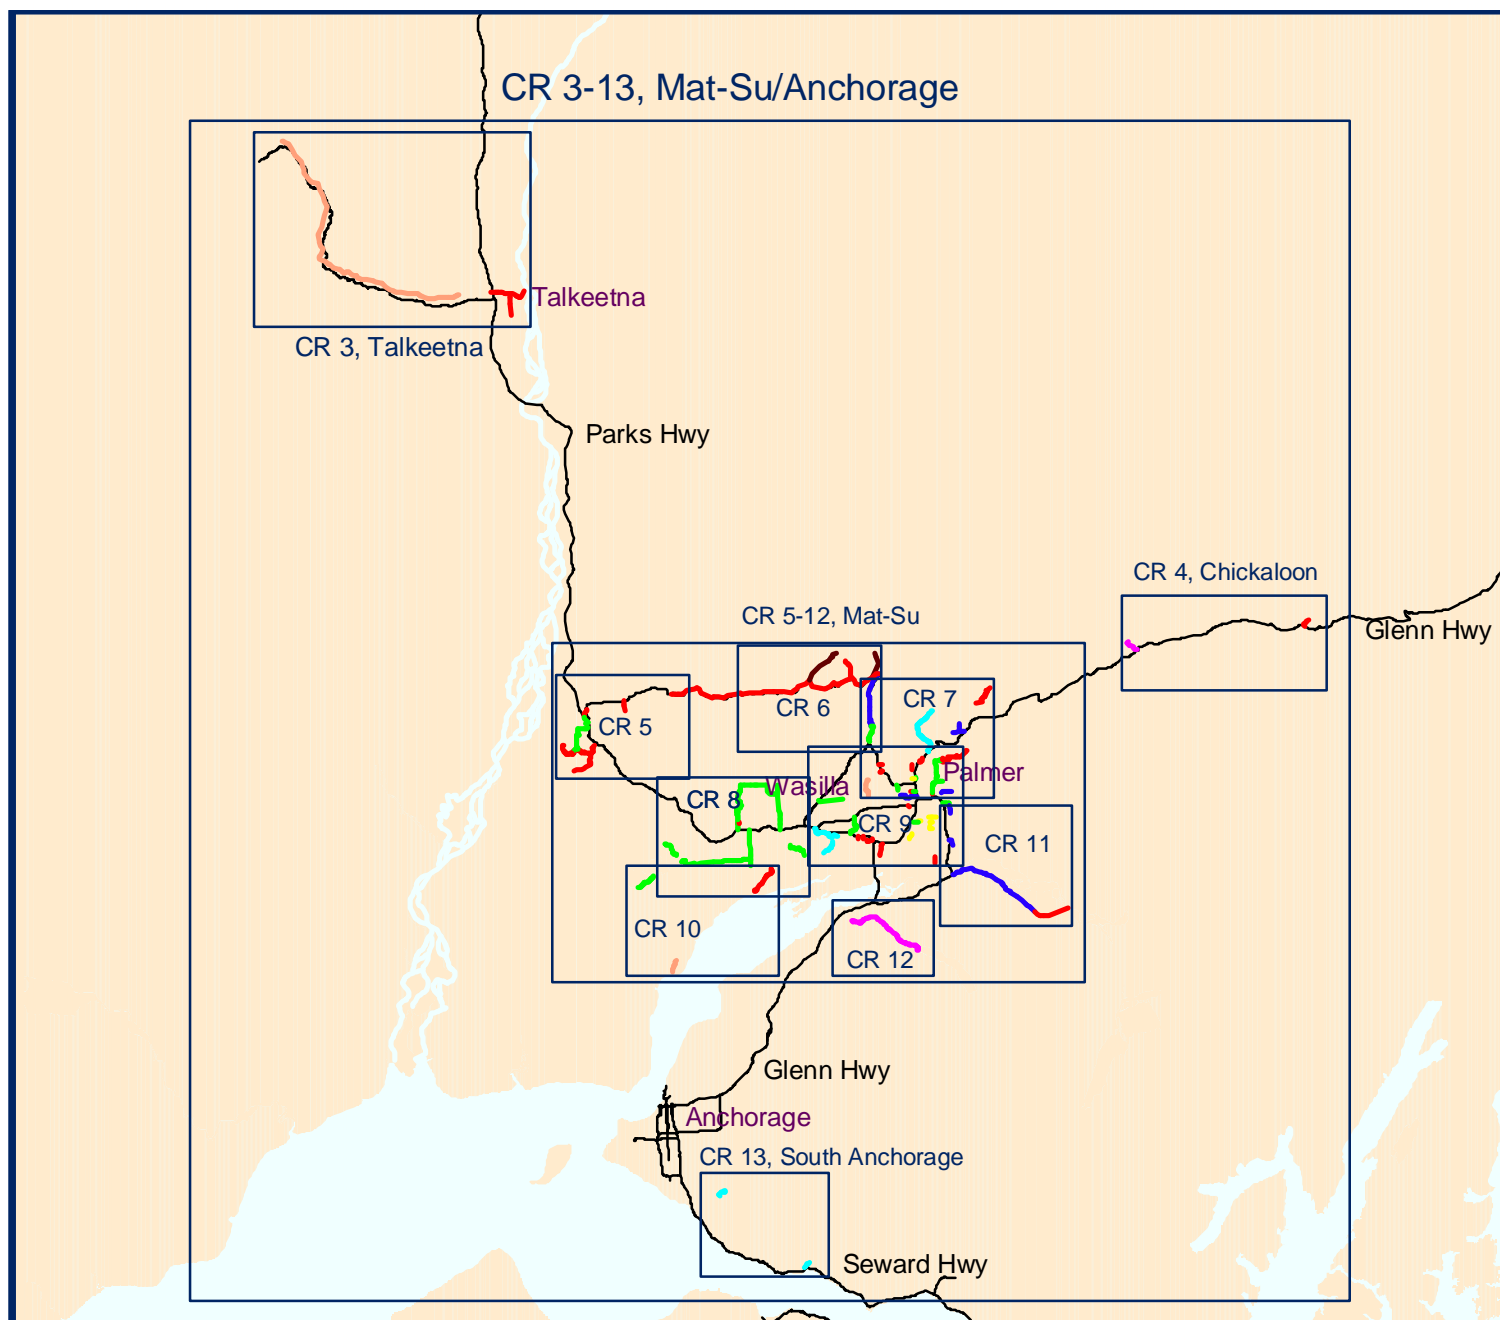 CR 3-13, Mat-Su/Anchorage
Talkeetna
CR 3, Talkeetna
Parks Hwy
CR 4, Chickaloon
CR 5-12, Mat-Su
Glenn Hwy
CR 7
CR 6
CR 5
Palmer
Wasilla
CR 8
CR 9
CR 11
CR 10
CR 12
Glenn Hwy
Anchorage
CR 13, South Anchorage
Seward Hwy